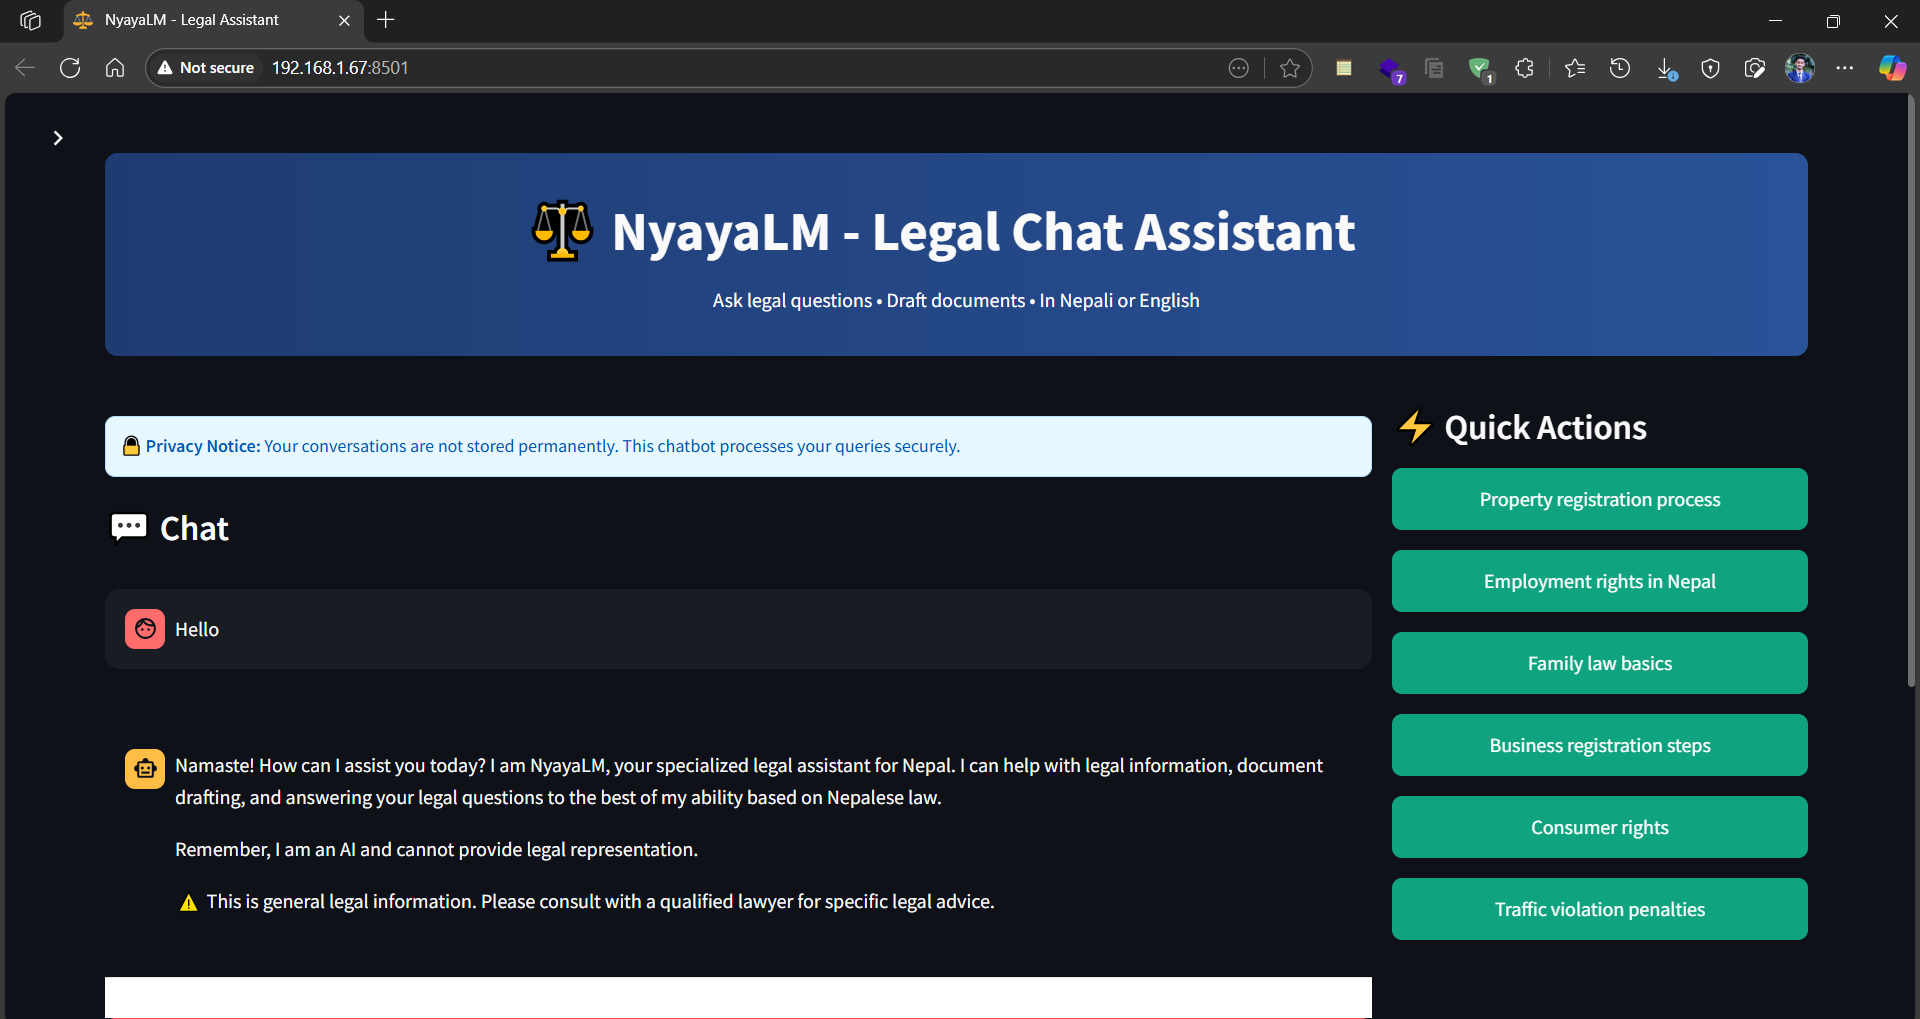 NyayaLM - Legal Assistant
Not secure
192.168.1.67:8501
7
1
NyayaLM - Legal Chat Assistant
Ask legal questions • Draft documents • In Nepali or English
Privacy Notice: Your conversations are not stored permanently. This chatbot processes your queries securely.
Chat
Hello
Namaste! How can I assist you today? I am NyayaLM, your specialized legal assistant for Nepal. I can help with legal information, document
drafting, and answering your legal questions to the best of my ability based on Nepalese law.
Remember, I am an AI and cannot provide legal representation.
This is general legal information. Please consult with a qualified lawyer for specific legal advice.
Quick Actions
Property registration process
Employment rights in Nepal
Family law basics
Business registration steps
Consumer rights
Traffic violation penalties